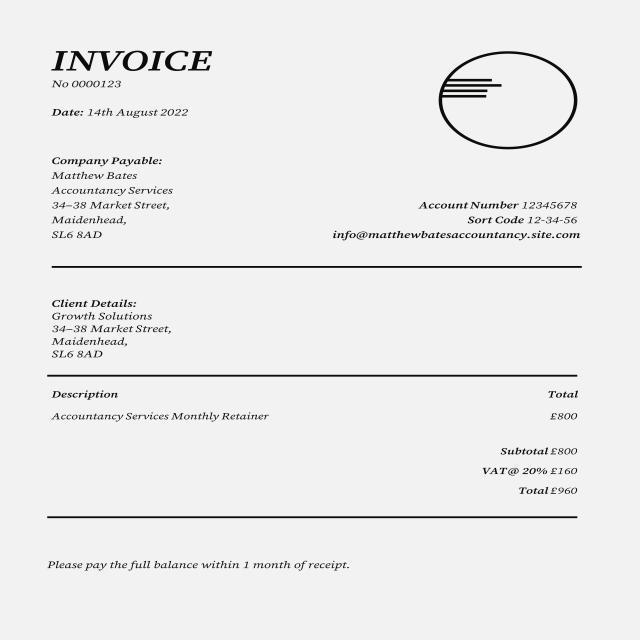 INVOICE
No 0000123
Date: 14th August 2022
Company Payable:
Matthew Bates
Accountancy Services
34–38 Market Street,
Maidenhead,
SL6 8AD
Account Number 12345678
Sort Code 12-34-56
info@matthewbatesaccountancy.site.com
Client Details:
Growth Solutions
34–38 Market Street,
Maidenhead,
SL6 8AD
Description Total
Accountancy Services Monthly Retainer £800
Subtotal £800
VAT@ 20% £160
Total £960
Please pay the full balance within 1 month of receipt.